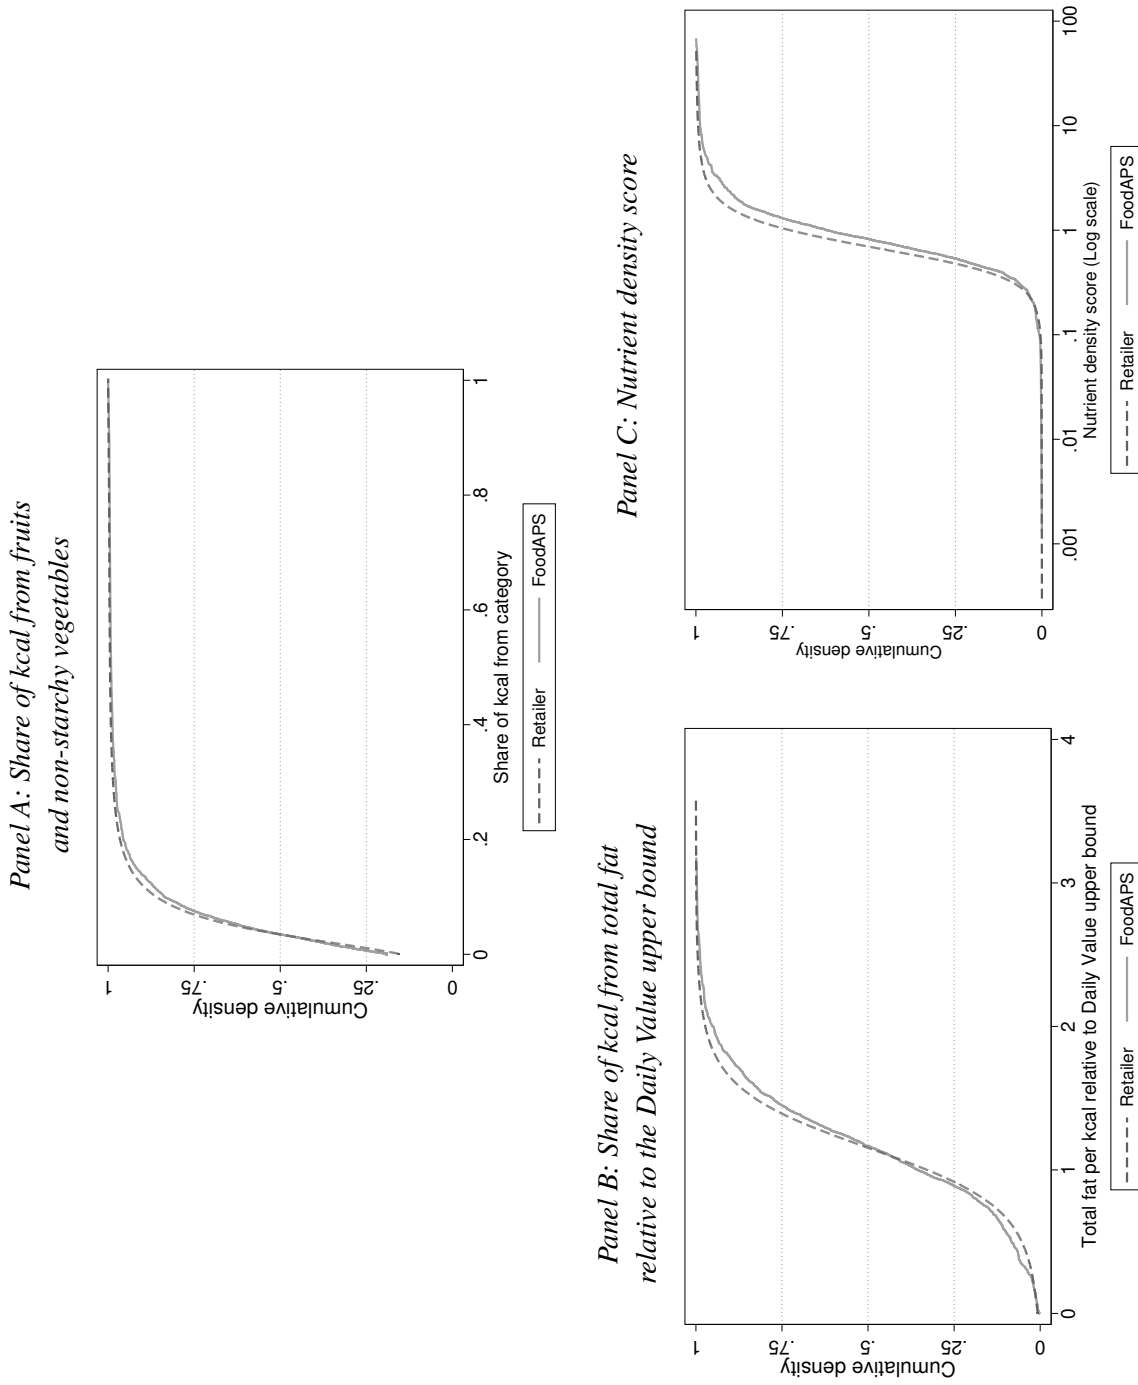 Panel A: Share of kcal from fruits
and non-starchy vegetables
Cumulative density
1
.75
.5
.25
0
0 .2 .4 .6 .8 1
Share of kcal from category
Retailer FoodAPS
Panel B: Share of kcal from total fat
relative to the Daily Value upper bound
Cumulative density
1
.75
.5
.25
0
0 1 2 3 4
Total fat per kcal relative to Daily Value upper bound
Retailer FoodAPS
Panel C: Nutrient density score
Cumulative density
1
.75
.5
.25
0
.001 .01 .1 1 10 100
Nutrient density score (Log scale)
Retailer FoodAPS